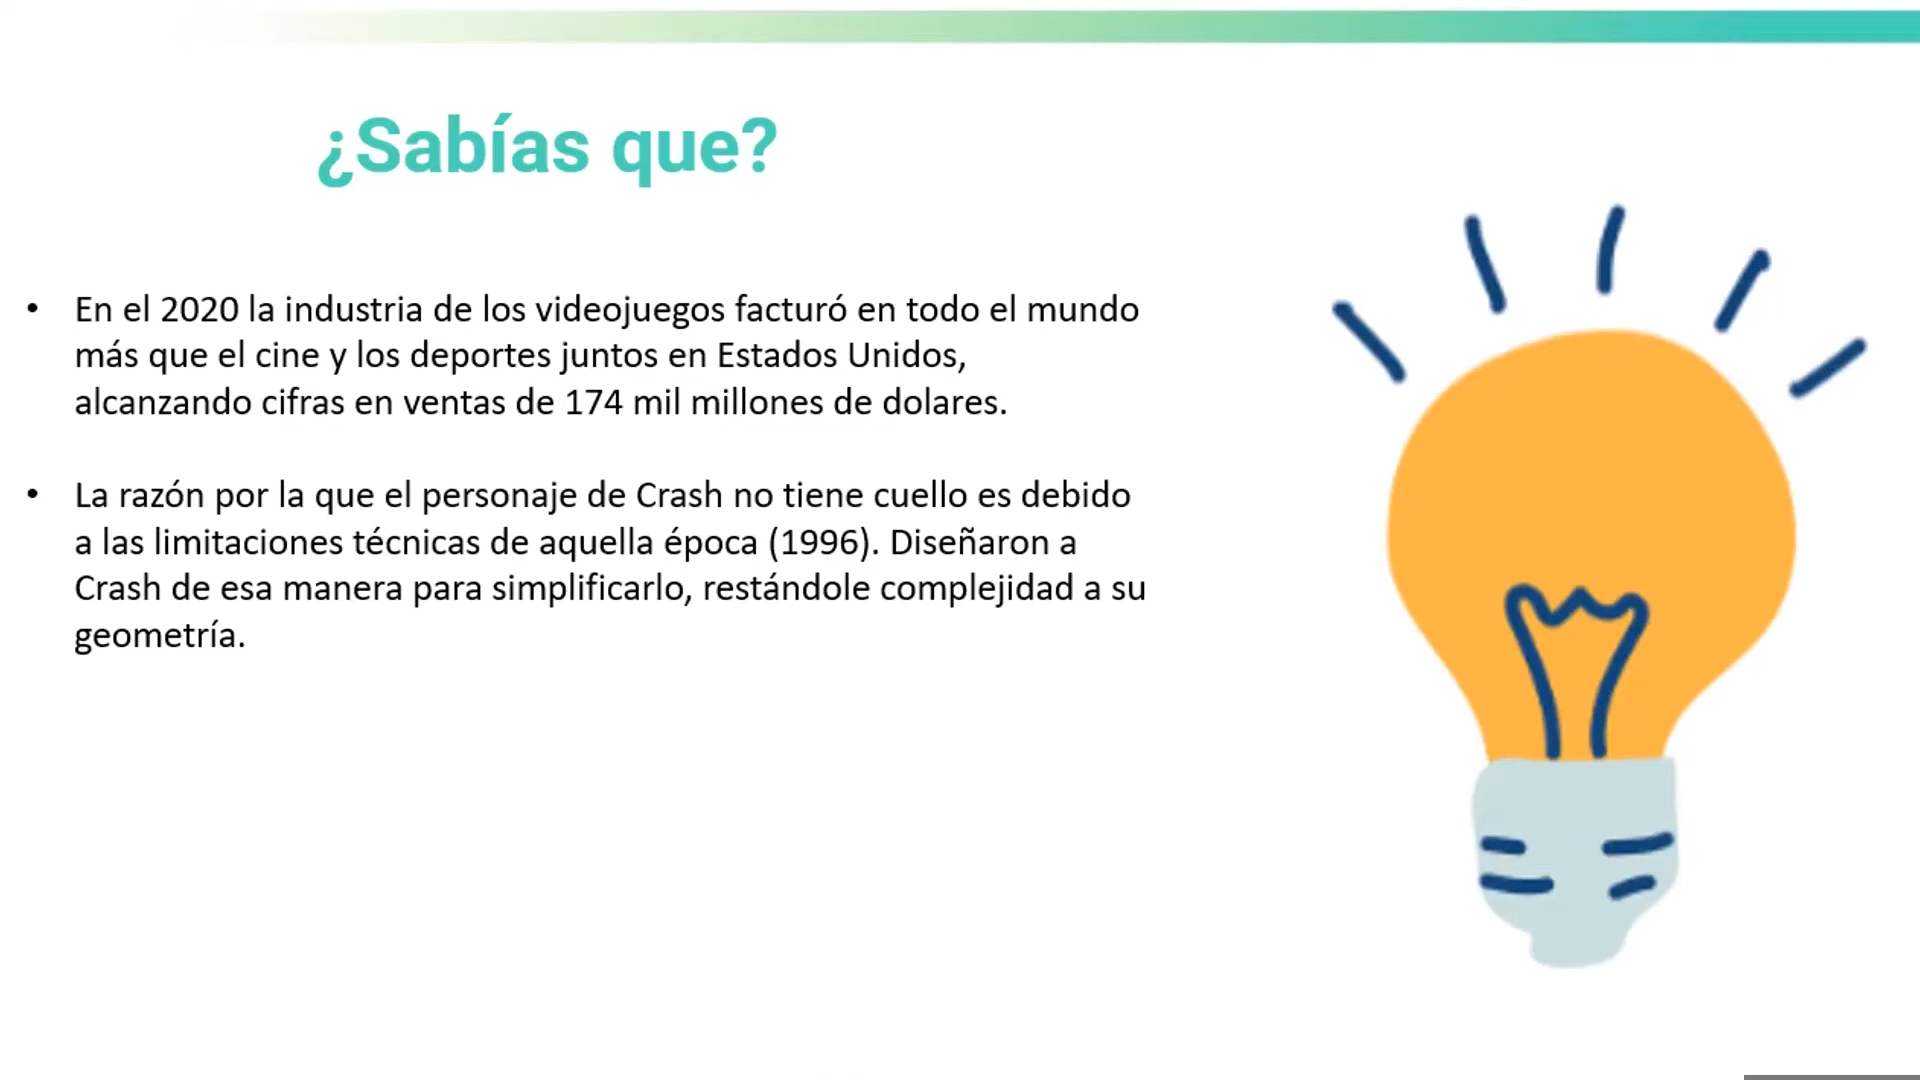 ¿Sabías que?
• En el 2020 la industria de los videojuegos facturó en todo el mundo
más que el cine y los deportes juntos en Estados Unidos,
alcanzando cifras en ventas de 174 mil millones de dolares.
• La razón por la que el personaje de Crash no tiene cuello es debido
a las limitaciones técnicas de aquella época (1996). Diseñaron a
Crash de esa manera para simplificarlo, restándole complejidad a su
geometría.